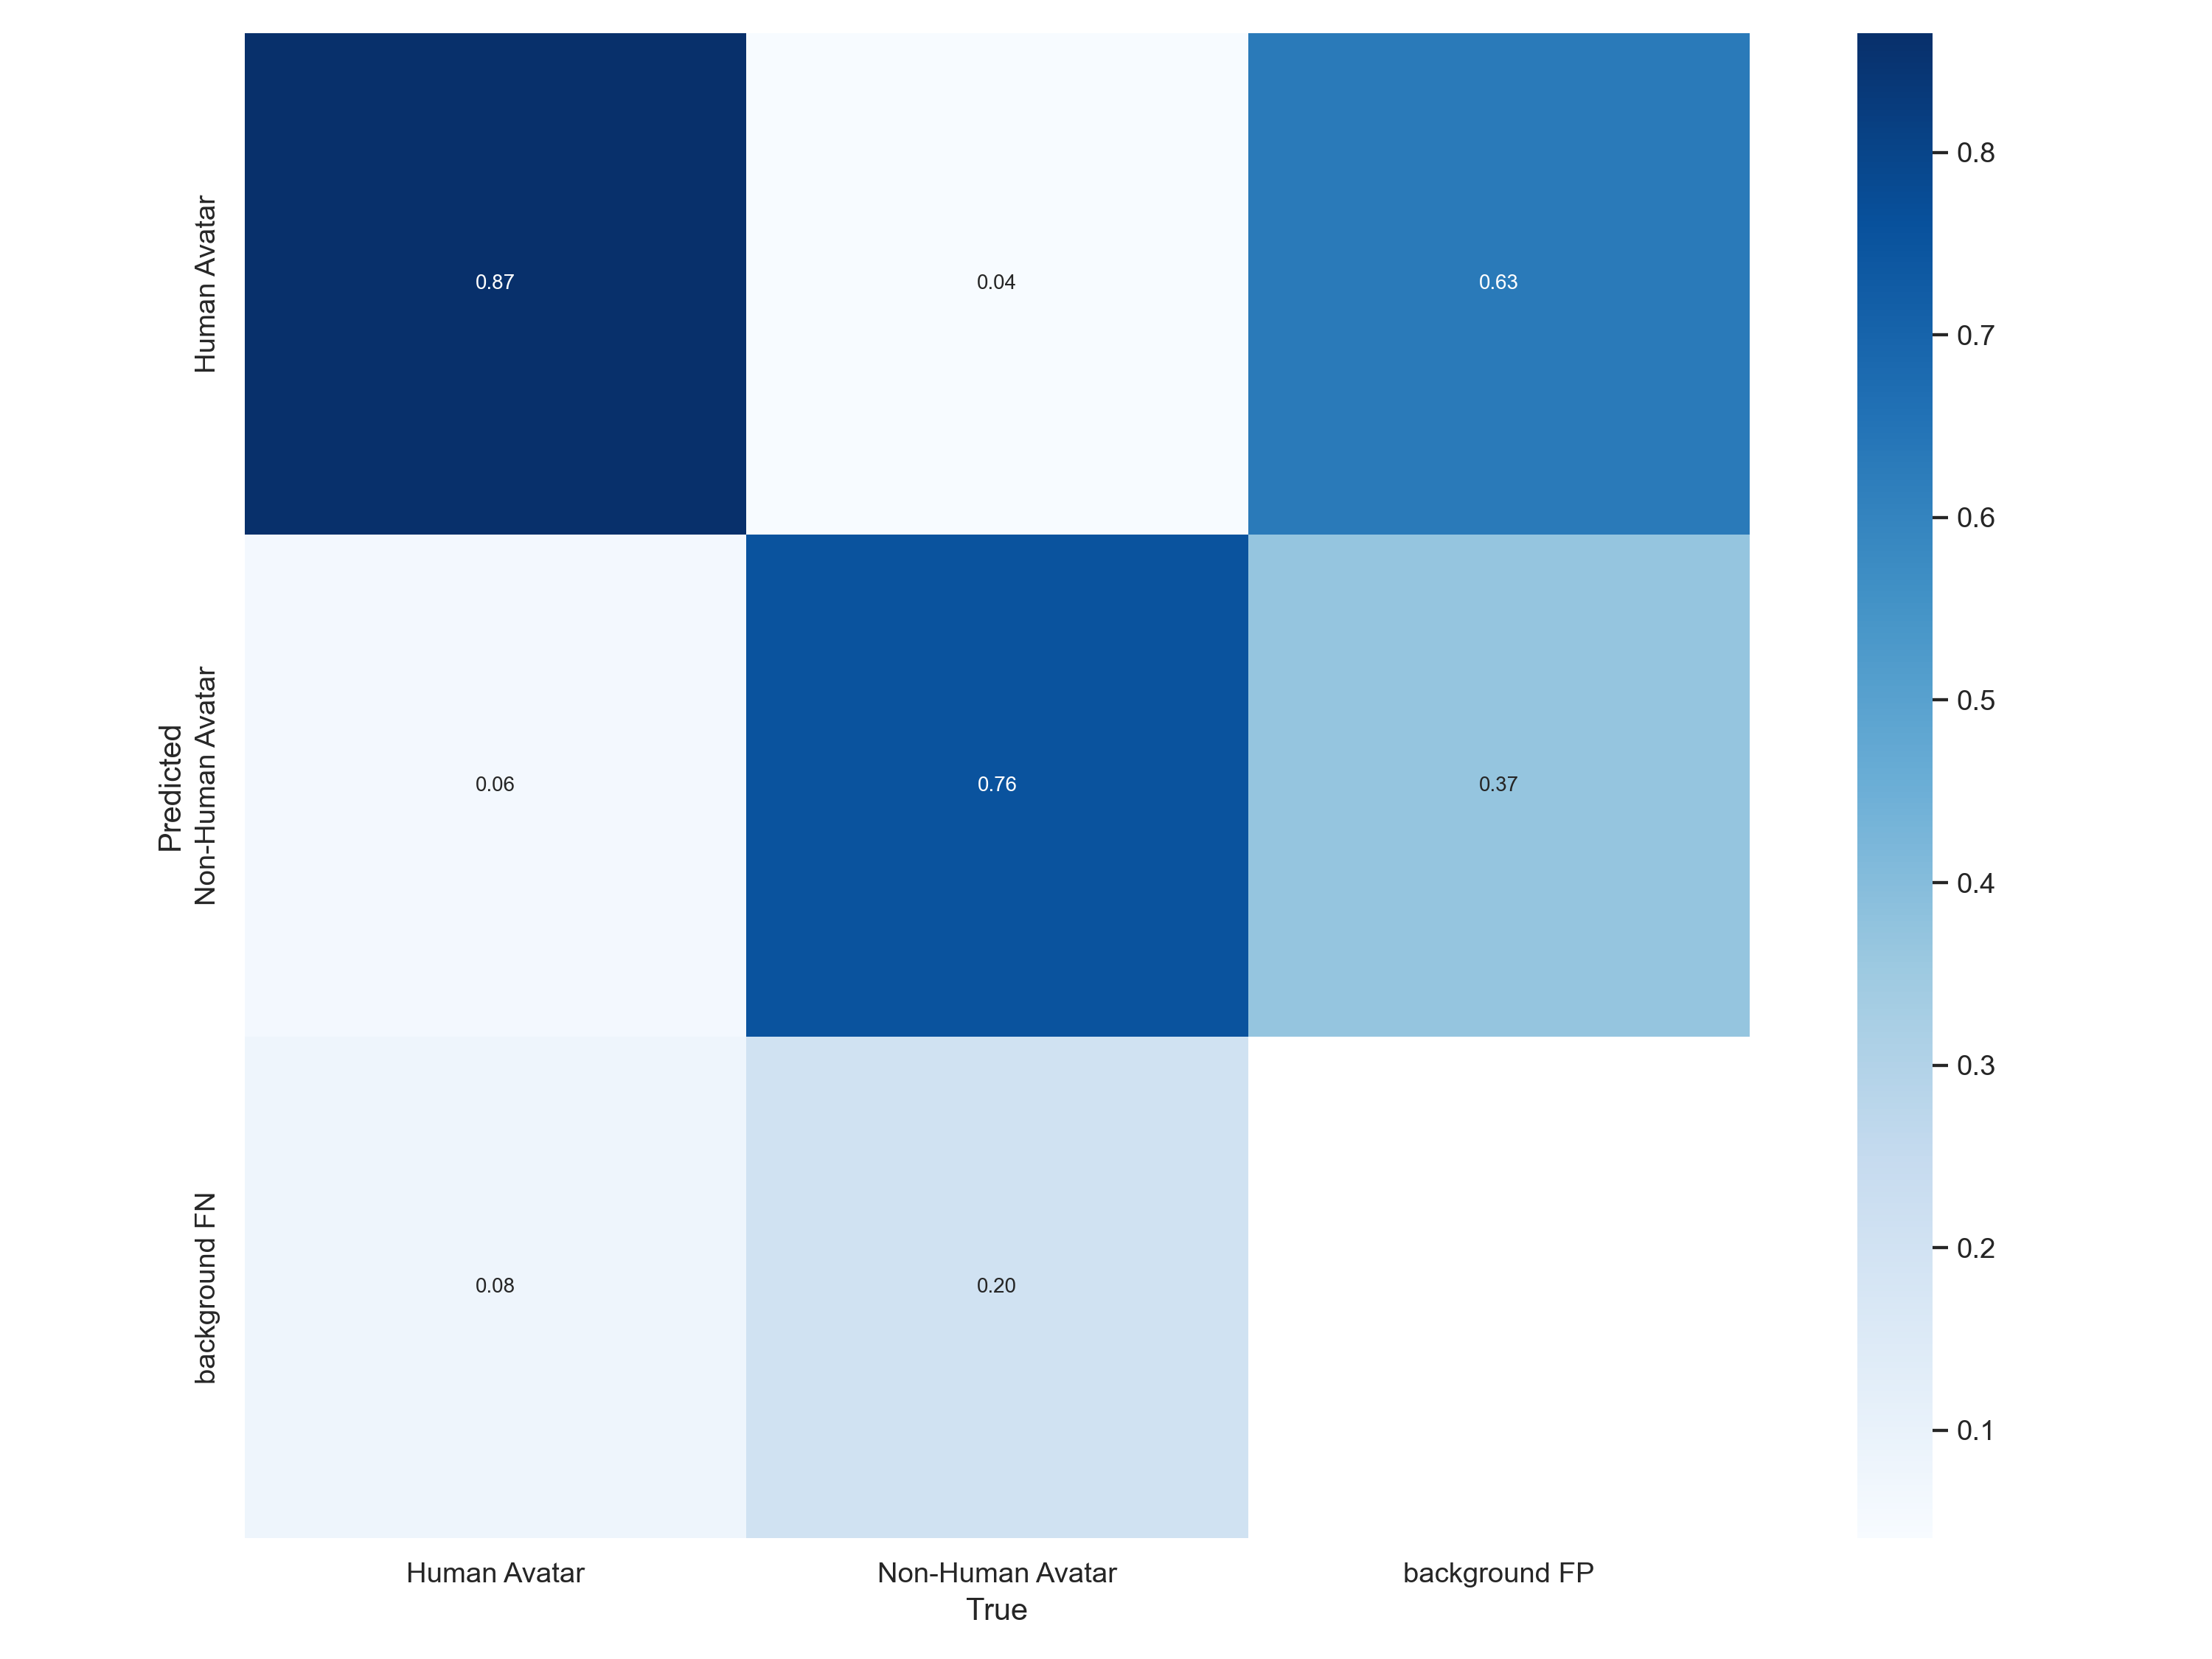 Predicted
Human Avatar
0.87
0.04
0.63
Non-Human Avatar
0.06
0.76
0.37
background FN
0.08
0.20
Human Avatar
Non-Human Avatar
background FP
True
0.8
0.7
0.6
0.5
0.4
0.3
0.2
0.1